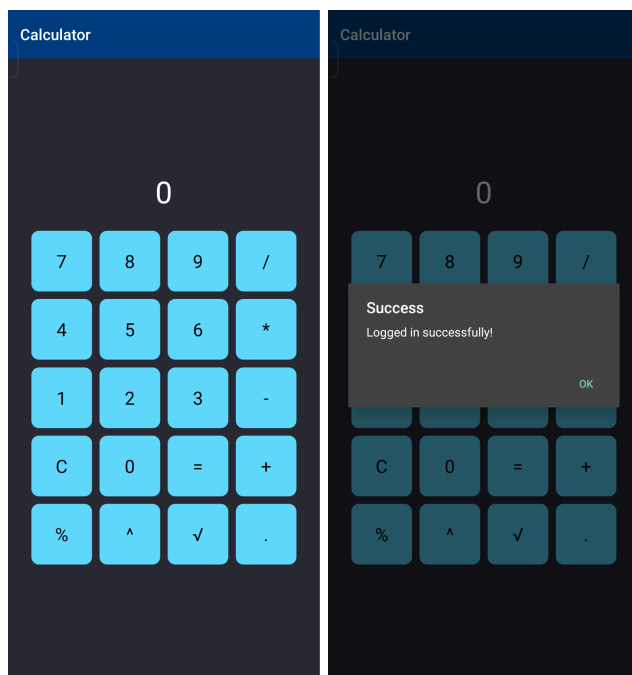 Calculator
0
7 8 9 /
4 5 6 *
1 2 3 -
C 0 = +
% ^ √ .
Calculator
0
7 8 9 /
Success
Logged in successfully!
OK
C 0 = +
% ^ √ .